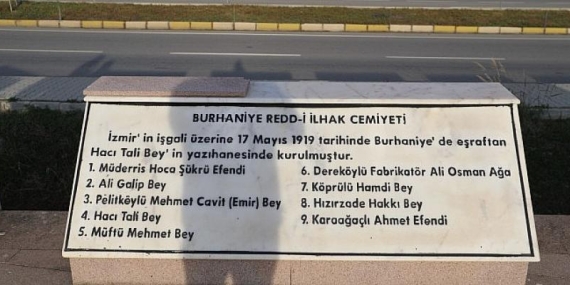 BURHANİYE REDD-İ İLHAK CEMİYETİ
İzmir' in işgali üzerine 17 Mayıs 1919 tarihinde Burhaniye' de eşraftan
Hacı Tali Bey' in yazıhanesinde kurulmuştur.
1. Müderris Hoca Şükrü Efendi
2. Ali Galip Bey
3. Pelitköylü Mehmet Cavit (Emir) Bey
4. Hacı Tali Bey
5. Müftü Mehmet Bey
6. Dereköylü Fabrikatör Ali Osman Ağa
7. Köprülü Hamdi Bey
8. Hızırzade Hakkı Bey
9. Karaağaçlı Ahmet Efendi